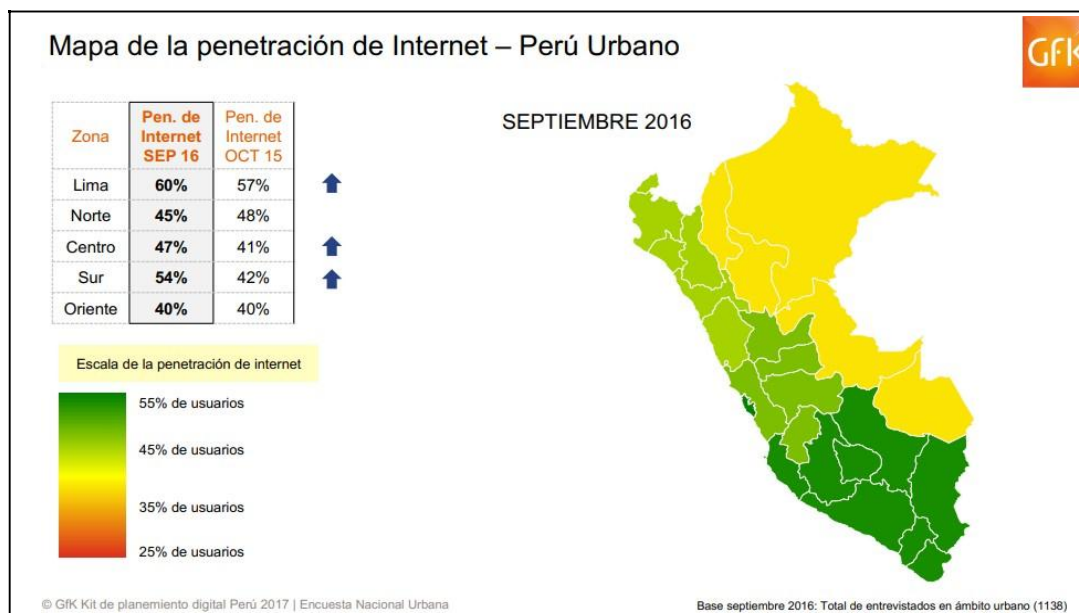 Mapa de la penetración de Internet – Perú Urbano
GfK
SEPTIEMBRE 2016
Zona
Pen. de
Internet
SEP 16
Pen. de
Internet
OCT 15
Lima 60% 57%
Norte 45% 48%
Centro 47% 41%
Sur 54% 42%
Oriente 40% 40%
Escala de la penetración de internet
55% de usuarios
45% de usuarios
35% de usuarios
25% de usuarios
© GfK Kit de planemiento digital Perú 2017 | Encuesta Nacional Urbana
Base septiembre 2016: Total de entrevistados en ámbito urbano (1138)